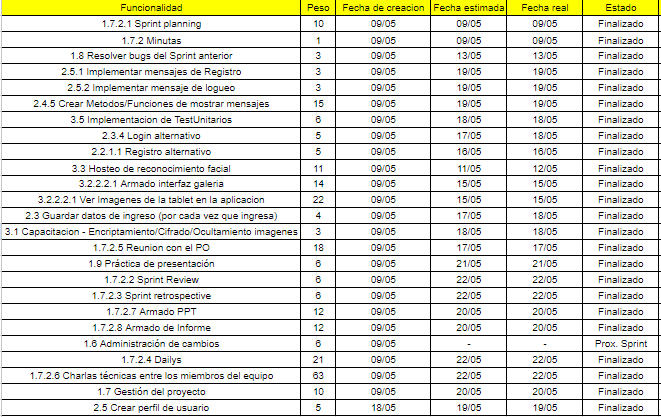 Funcionalidad Peso Fecha de creacion Fecha estimada Fecha real Estado
1.7.2.1 Sprint planning 10 09/05 09/05 09/05 Finalizado
1.7.2 Minutas 1 09/05 09/05 09/05 Finalizado
1.8 Resolver bugs del Sprint anterior 3 09/05 13/05 13/05 Finalizado
2.5.1 Implementar mensajes de Registro 3 09/05 19/05 19/05 Finalizado
2.5.2 Implementar mensaje de logueo 3 09/05 19/05 19/05 Finalizado
2.4.5 Crear Metodos/Funciones de mostrar mensajes 15 09/05 19/05 19/05 Finalizado
3.5 Implementacion de TestUnitarios 6 09/05 18/05 18/05 Finalizado
2.3.4 Login alternativo 5 09/05 17/05 18/05 Finalizado
2.2.1.1 Registro alternativo 5 09/05 16/05 16/05 Finalizado
3.3 Hosteo de reconocimiento facial 11 09/05 11/05 12/05 Finalizado
3.2.2.2.1 Armado interfaz galeria 14 09/05 15/05 15/05 Finalizado
3.2.2.2.1 Ver Imagenes de la tablet en la aplicacion 22 09/05 15/05 15/05 Finalizado
2.3 Guardar datos de ingreso (por cada vez que ingresa) 4 09/05 17/05 18/05 Finalizado
3.1 Capacitacion - Encriptamiento/Cifrado/Ocultamiento imagenes 3 09/05 18/05 18/05 Finalizado
1.7.2.5 Reunion con el PO 18 09/05 17/05 17/05 Finalizado
1.9 Práctica de presentación 6 09/05 21/05 21/05 Finalizado
1.7.2.2 Sprint Review 6 09/05 22/05 22/05 Finalizado
1.7.2.3 Sprint retrospective 6 09/05 22/05 22/05 Finalizado
1.7.2.7 Armado PPT 12 09/05 20/05 20/05 Finalizado
1.7.2.8 Armado de Informe 12 09/05 20/05 20/05 Finalizado
1.6 Administración de cambios 6 09/05 - - Prox. Sprint
1.7.2.4 Dailys 21 09/05 22/05 22/05 Finalizado
1.7.2.6 Charlas técnicas entre los miembros del equipo 63 09/05 22/05 22/05 Finalizado
1.7 Gestión del proyecto 10 09/05 20/05 20/05 Finalizado
2.5 Crear perfil de usuario 5 18/05 19/05 19/05 Finalizado